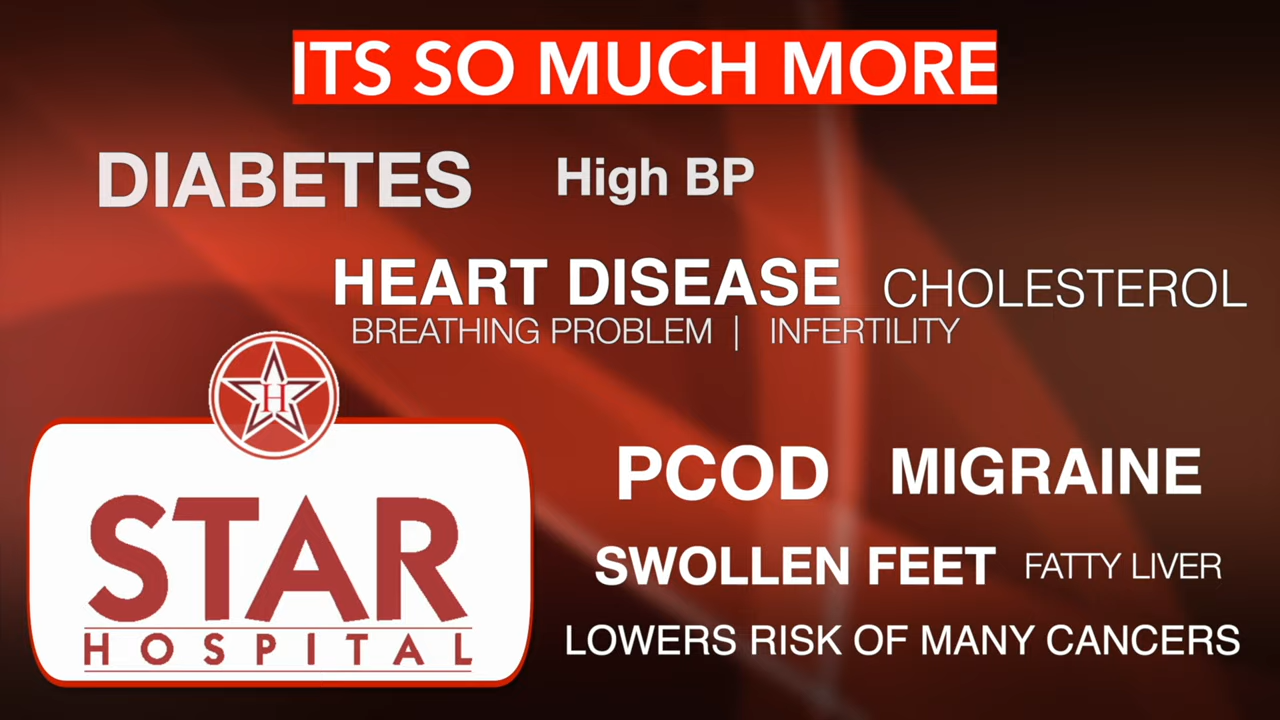 ITS SO MUCH MORE
DIABETES High BP
HEART DISEASE CHOLESTEROL
BREATHING PROBLEM | INFERTILITY
H
STAR
HOSPITAL
PCOD MIGRAINE
SWOLLEN FEET FATTY LIVER
LOWERS RISK OF MANY CANCERS